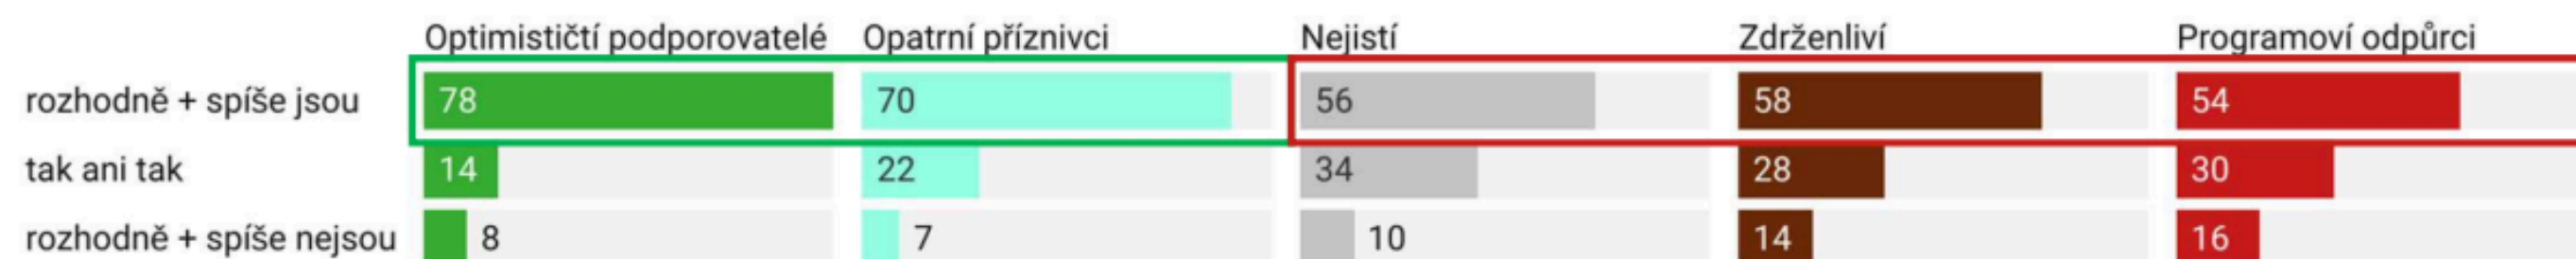 Optimističtí podporovatelé Opatrní příznivci Nejistí Zdrženliví Programoví odpůrci
rozhodně + spíše jsou 78 70 56 58 54
tak ani tak 14 22 34 28 30
rozhodně + spíše nejsou 8 7 10 14 16